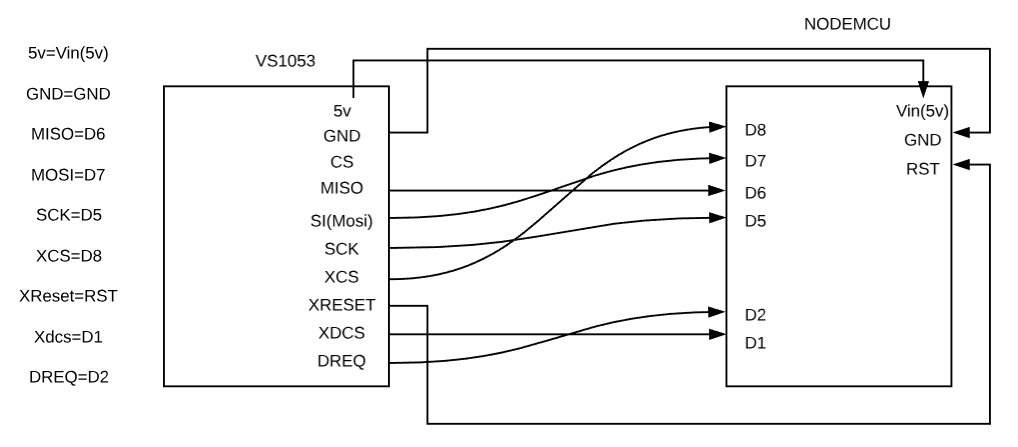 NODEMCU
5v=Vin(5v)
VS1053
GND=GND
MISO=D6
MOSI=D7
SCK=D5
XCS=D8
XReset=RST
Xdcs=D1
DREQ=D2
5v
GND
CS
MISO
SI(Mosi)
SCK
XCS
XRESET
XDCS
DREQ
Vin(5v)
GND
RST
D8
D7
D6
D5
D2
D1